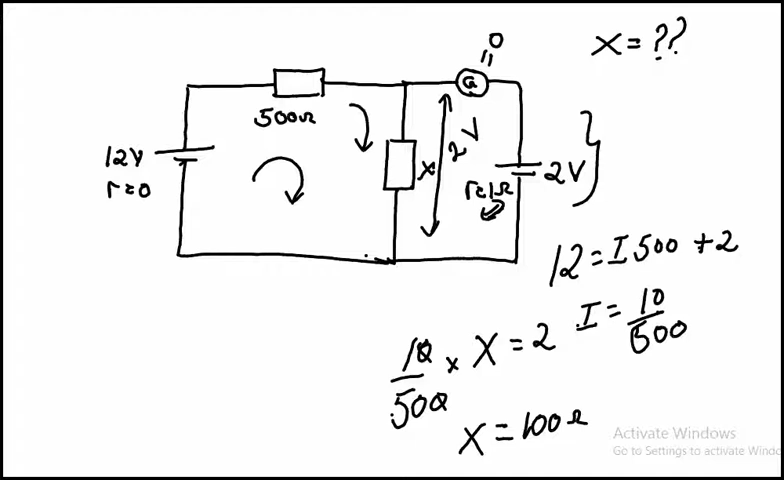 X = ??
0
=
G
500Ω
12V
r=0
X
2V
r=1Ω
2V
12 = I500 + 2
I = 10/500
10/500 × X = 2
X = 100Ω
Activate Windows
Go to Settings to activate Windo